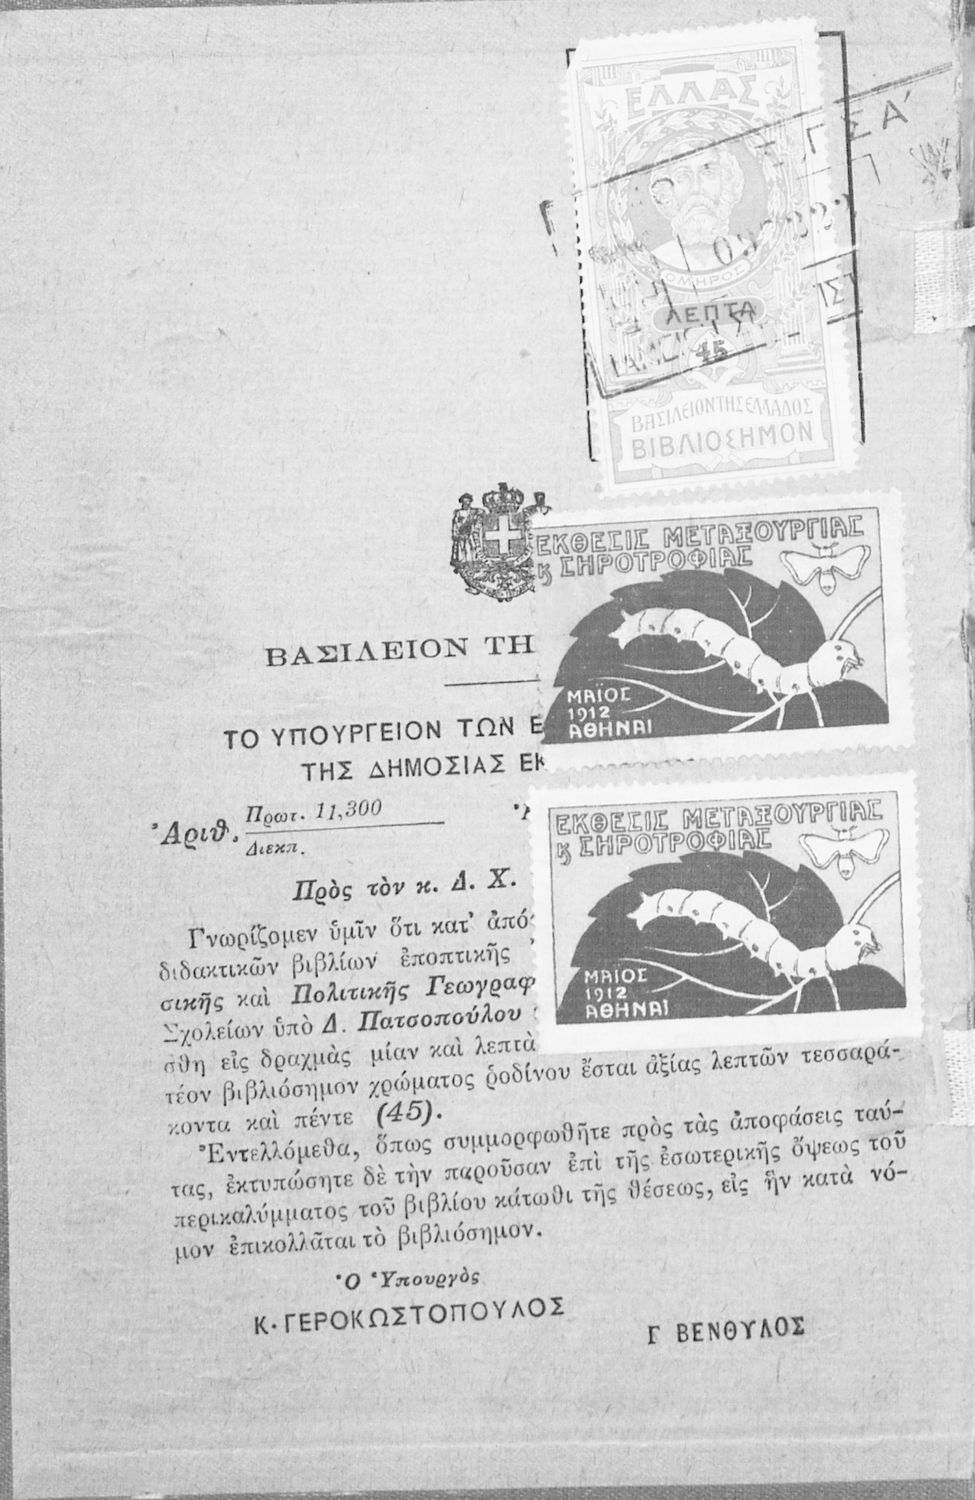 ΕΛΛΑΣ
ΟΜΗΡΟΣ
ΛΕΠΤΑ
45
ΒΑΣΙΛΕΙΟΝ ΤΗΣ ΕΛΛΑΔΟΣ
ΒΙΒΛΙΟΣΗΜΟΝ
ΕΚΘΕΣΙΣ ΜΕΤΑΞΟΥΡΓΙΑΣ
ϗ ΣΗΡΟΤΡΟΦΙΑΣ
ΜΑΪΟΣ
1912
ΑΘΗΝΑΙ
ΒΑΣΙΛΕΙΟΝ ΤΗ
ΤΟ ΥΠΟΥΡΓΕΙΟΝ ΤΩΝ Ε
ΤΗΣ ΔΗΜΟΣΙΑΣ ΕΚ
Ἀριθ. Πρωτ. 11,300
Διεκπ.
ΕΚΘΕΣΙΣ ΜΕΤΑΞΟΥΡΓΙΑΣ
ϗ ΣΗΡΟΤΡΟΦΙΑΣ
ΜΑΪΟΣ
1912
ΑΘΗΝΑΙ
Πρὸς τὸν κ. Δ. Χ.
Γνωρίζομεν ὑμῖν ὅτι κατ' ἀπό
διδακτικῶν βιβλίων ἐποπτικῆς
σικῆς καὶ Πολιτικῆς Γεωγραφ
Σχολείων ὑπὸ Δ. Πατσοπούλου
σθη εἰς δραχμὰς μίαν καὶ λεπτὰ
τέον βιβλιόσημον χρώματος ῥοδίνου ἔσται ἀξίας λεπτῶν τεσσαρά-
κοντα καὶ πέντε (45).
Ἐντελλόμεθα, ὅπως συμμορφωθῆτε πρὸς τὰς ἀποφάσεις ταύ-
τας, ἐκτυπώσητε δὲ τὴν παροῦσαν ἐπὶ τῆς ἐσωτερικῆς ὄψεως τοῦ
περικαλύμματος τοῦ βιβλίου κάτωθι τῆς θέσεως, εἰς ἣν κατὰ νό-
μον ἐπικολλᾶται τὸ βιβλιόσημον.
Ὁ Ὑπουργὸς
Κ. ΓΕΡΟΚΩΣΤΟΠΟΥΛΟΣ
Γ ΒΕΝΘΥΛΟΣ